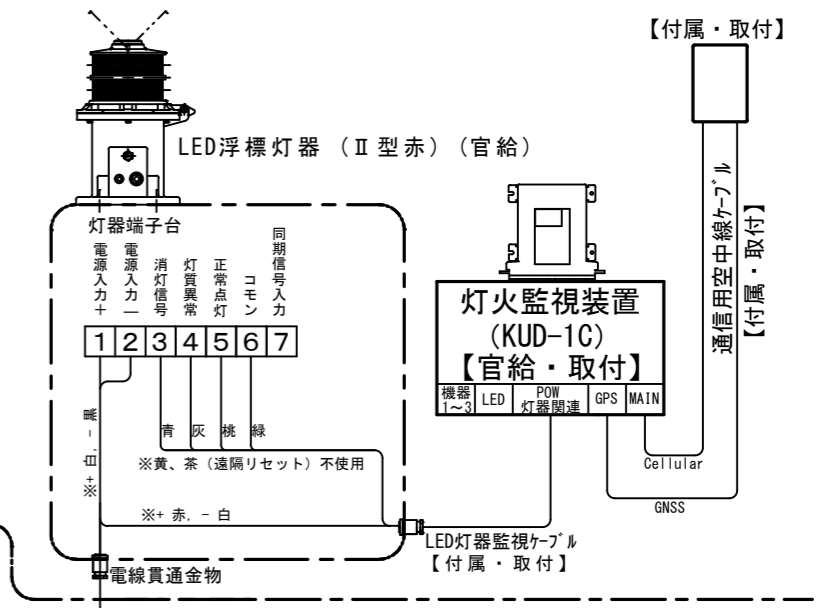 【付属・取付】
LED浮標灯器 （Ⅱ型赤）（官給）
灯器端子台
電源入力＋
電源入力―
消灯信号
灯質異常
正常点灯
コモン
同期信号入力
1 2 3 4 5 6 7
灯火監視装置
(KUD-1C)
【官給・取付】
機器
1～3
LED
POW
灯器関連
GPS
MAIN
通信用空中線ケーブル
【付属・取付】
※+ 白, - 黒
青 灰 桃 緑
※黄、茶（遠隔リセット）不使用
※+ 赤, - 白
Cellular
GNSS
LED灯器監視ケーブル
【付属・取付】
電線貫通金物